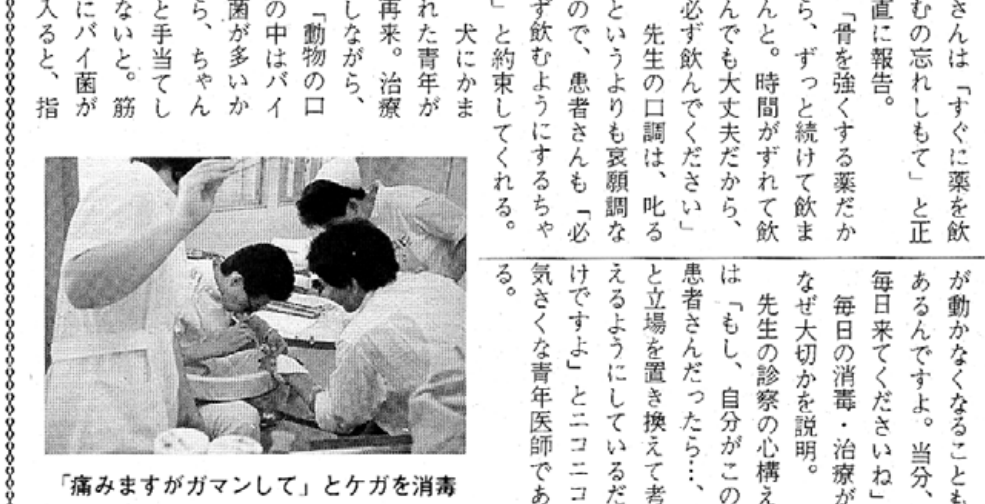 さんは「すぐに薬を飲
むの忘れしもて」と正
直に報告。
「骨を強くする薬だか
ら、ずっと続けて飲ま
んと。時間がずれて飲
んでも大丈夫だから、
必ず飲んでください」
先生の口調は、叱る
というよりも哀願調な
ので、患者さんも「必
ず飲むようにするちゃ
」と約束してくれる。
犬にかま
れた青年が
再来。治療
しながら、
「動物の口
の中はバイ
菌が多いか
ら、ちゃん
と手当てし
ないと。筋
にバイ菌が
入ると、指
が動かなくなることも
あるんですよ。当分、
毎日来てくださいね」
毎日の消毒・治療が
なぜ大切かを説明。
先生の診察の心構え
は「もし、自分がこの
患者さんだったら…、
と立場を置き換えて考
えるようにしているだ
けですよ」とニコニコ
気さくな青年医師であ
る。
「痛みますがガマンして」とケガを消毒